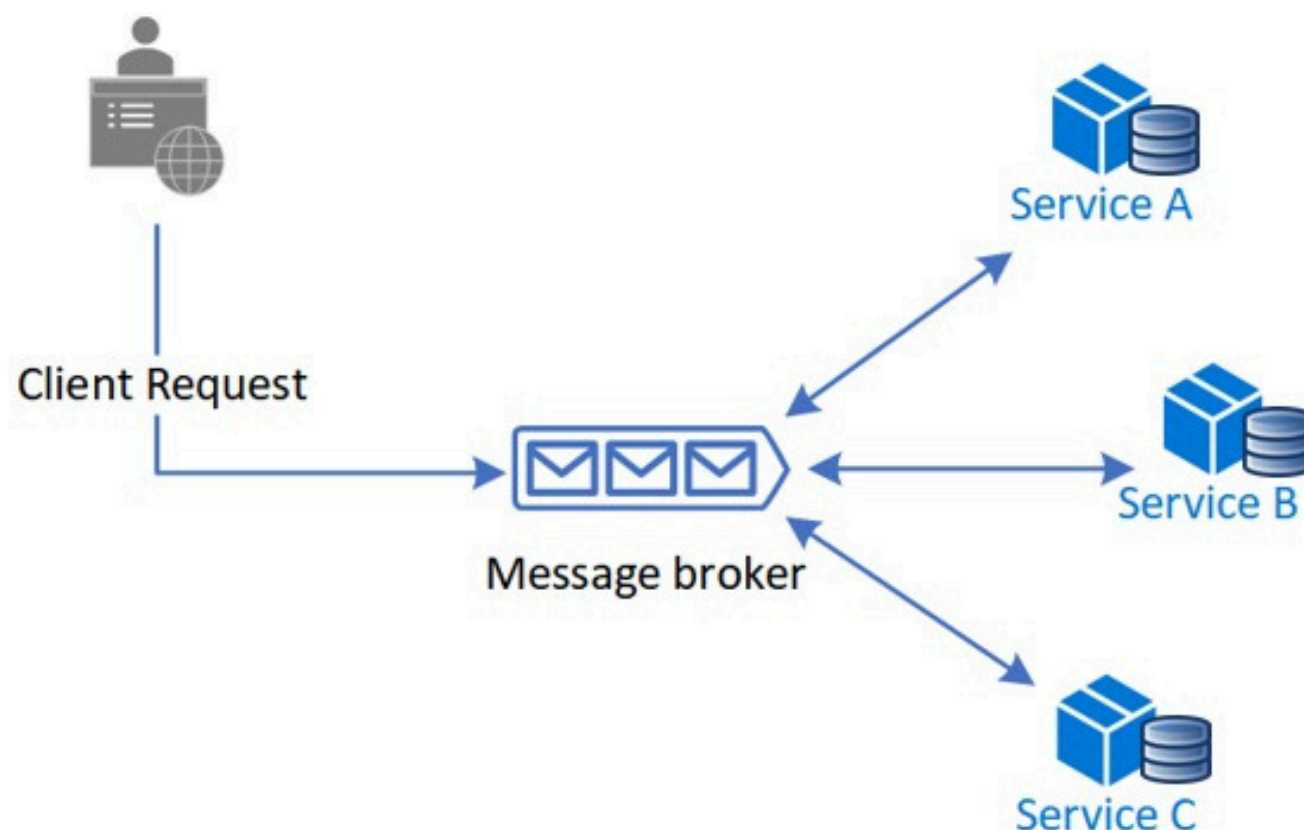 Service A
Client Request
Service B
Message broker
Service C